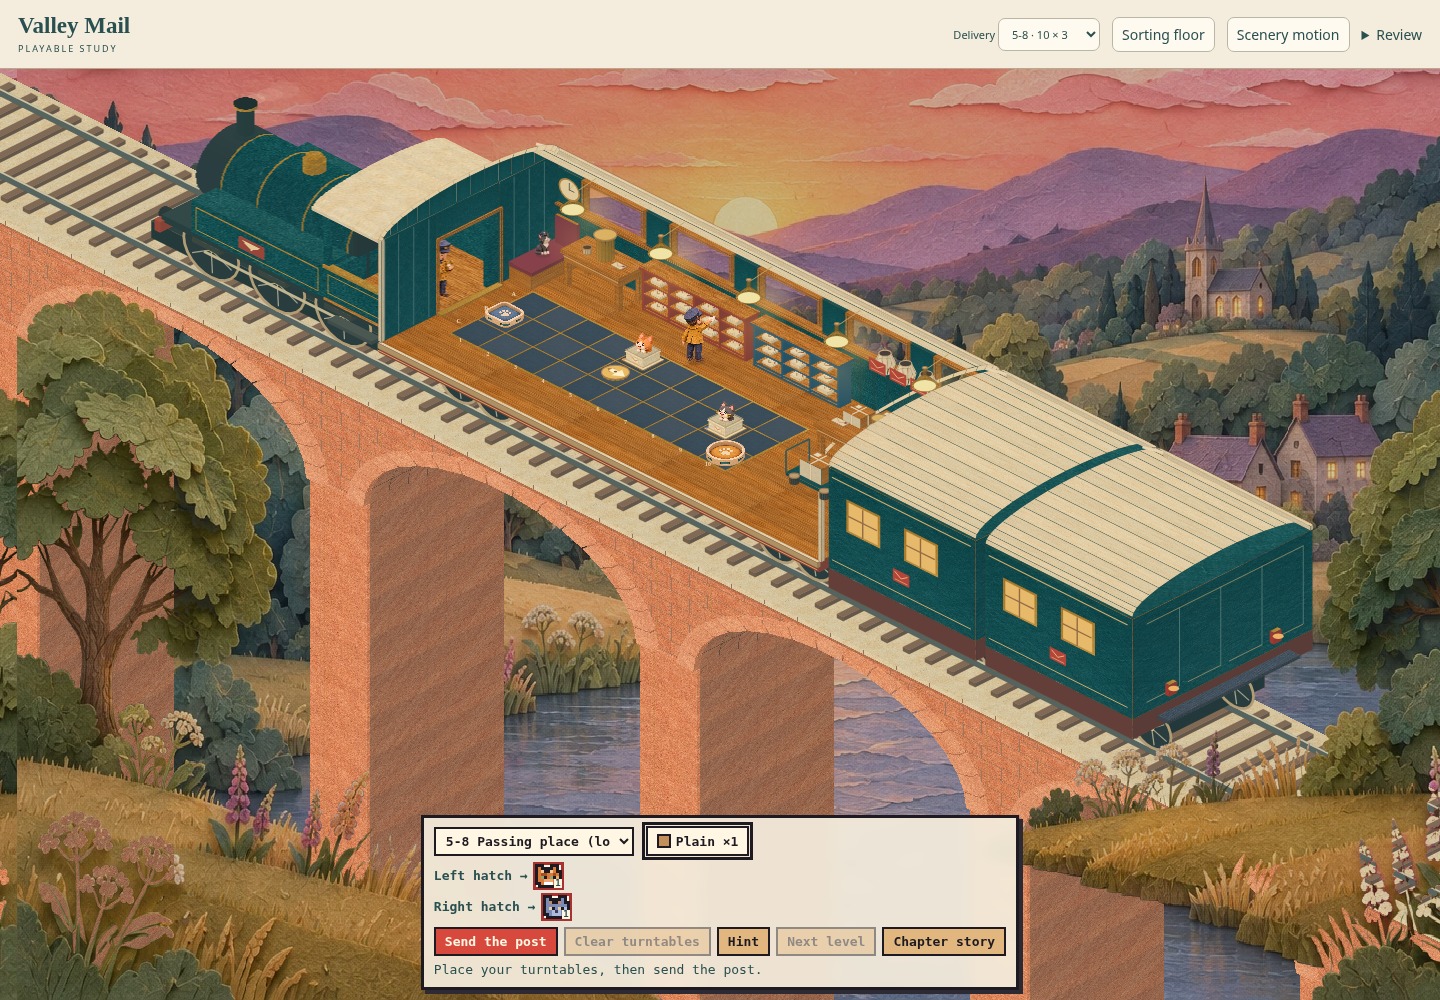 Valley Mail
PLAYABLE STUDY
Delivery 5-8 · 10 × 3
Sorting floor
Scenery motion
▶ Review
5-8 Passing place (lo
Plain ×1
Left hatch → 1
Right hatch → 1
Send the post
Clear turntables
Hint
Next level
Chapter story
Place your turntables, then send the post.